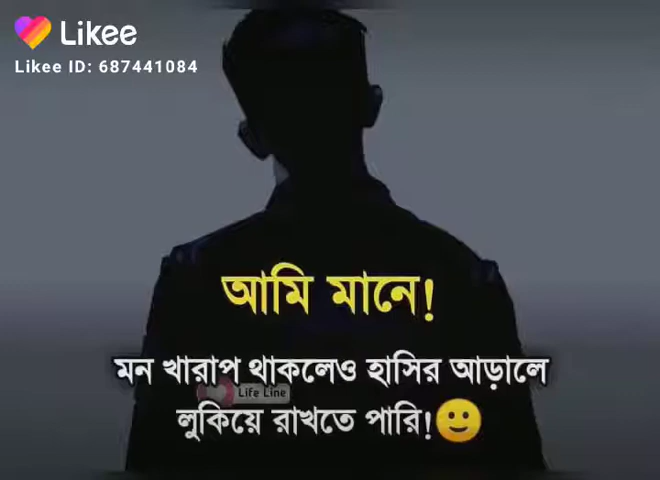 Likee
Likee ID: 687441084
আমি মানে!
মন খারাপ থাকলেও হাসির আড়ালে
Life Line
লুকিয়ে রাখতে পারি!🙂